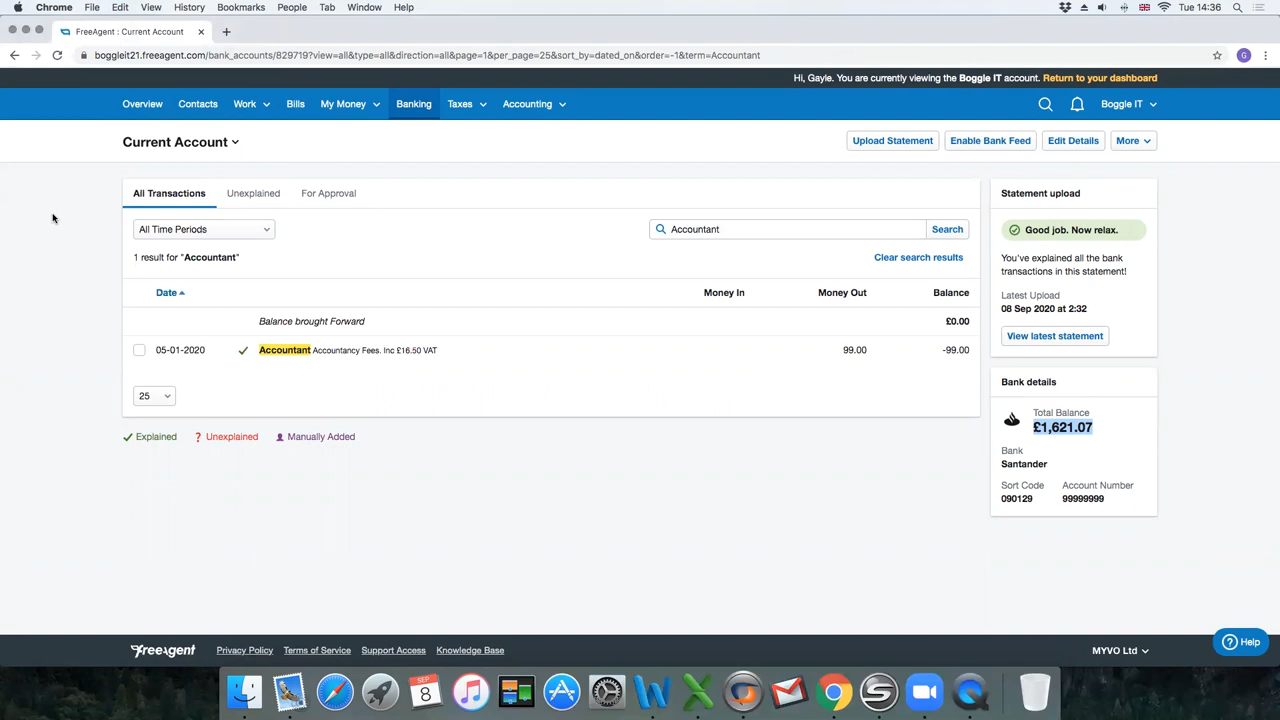 Chrome File Edit View History Bookmarks People Tab Window Help Tue 14:36
FreeAgent : Current Account
boggleit21.freeagent.com/bank_accounts/829719?view=all&type=all&direction=all&page=1&per_page=25&sort_by=dated_on&order=-1&term=Accountant G
Hi, Gayle. You are currently viewing the Boggle IT account. Return to your dashboard
Overview Contacts Work Bills My Money Banking Taxes Accounting Boggle IT
Current Account Upload Statement Enable Bank Feed Edit Details More
All Transactions Unexplained For Approval
All Time Periods Accountant Search
1 result for "Accountant" Clear search results
Date Money In Money Out Balance
Balance brought Forward £0.00
05-01-2020 Accountant Accountancy Fees. Inc £16.50 VAT 99.00 -99.00
25
Explained Unexplained Manually Added
Statement upload
Good job. Now relax.
You've explained all the bank
transactions in this statement!
Latest Upload
08 Sep 2020 at 2:32
View latest statement
Bank details
Total Balance
£1,621.07
Bank
Santander
Sort Code Account Number
090129 99999999
Help
freeagent Privacy Policy Terms of Service Support Access Knowledge Base MYVO Ltd
SEP
8